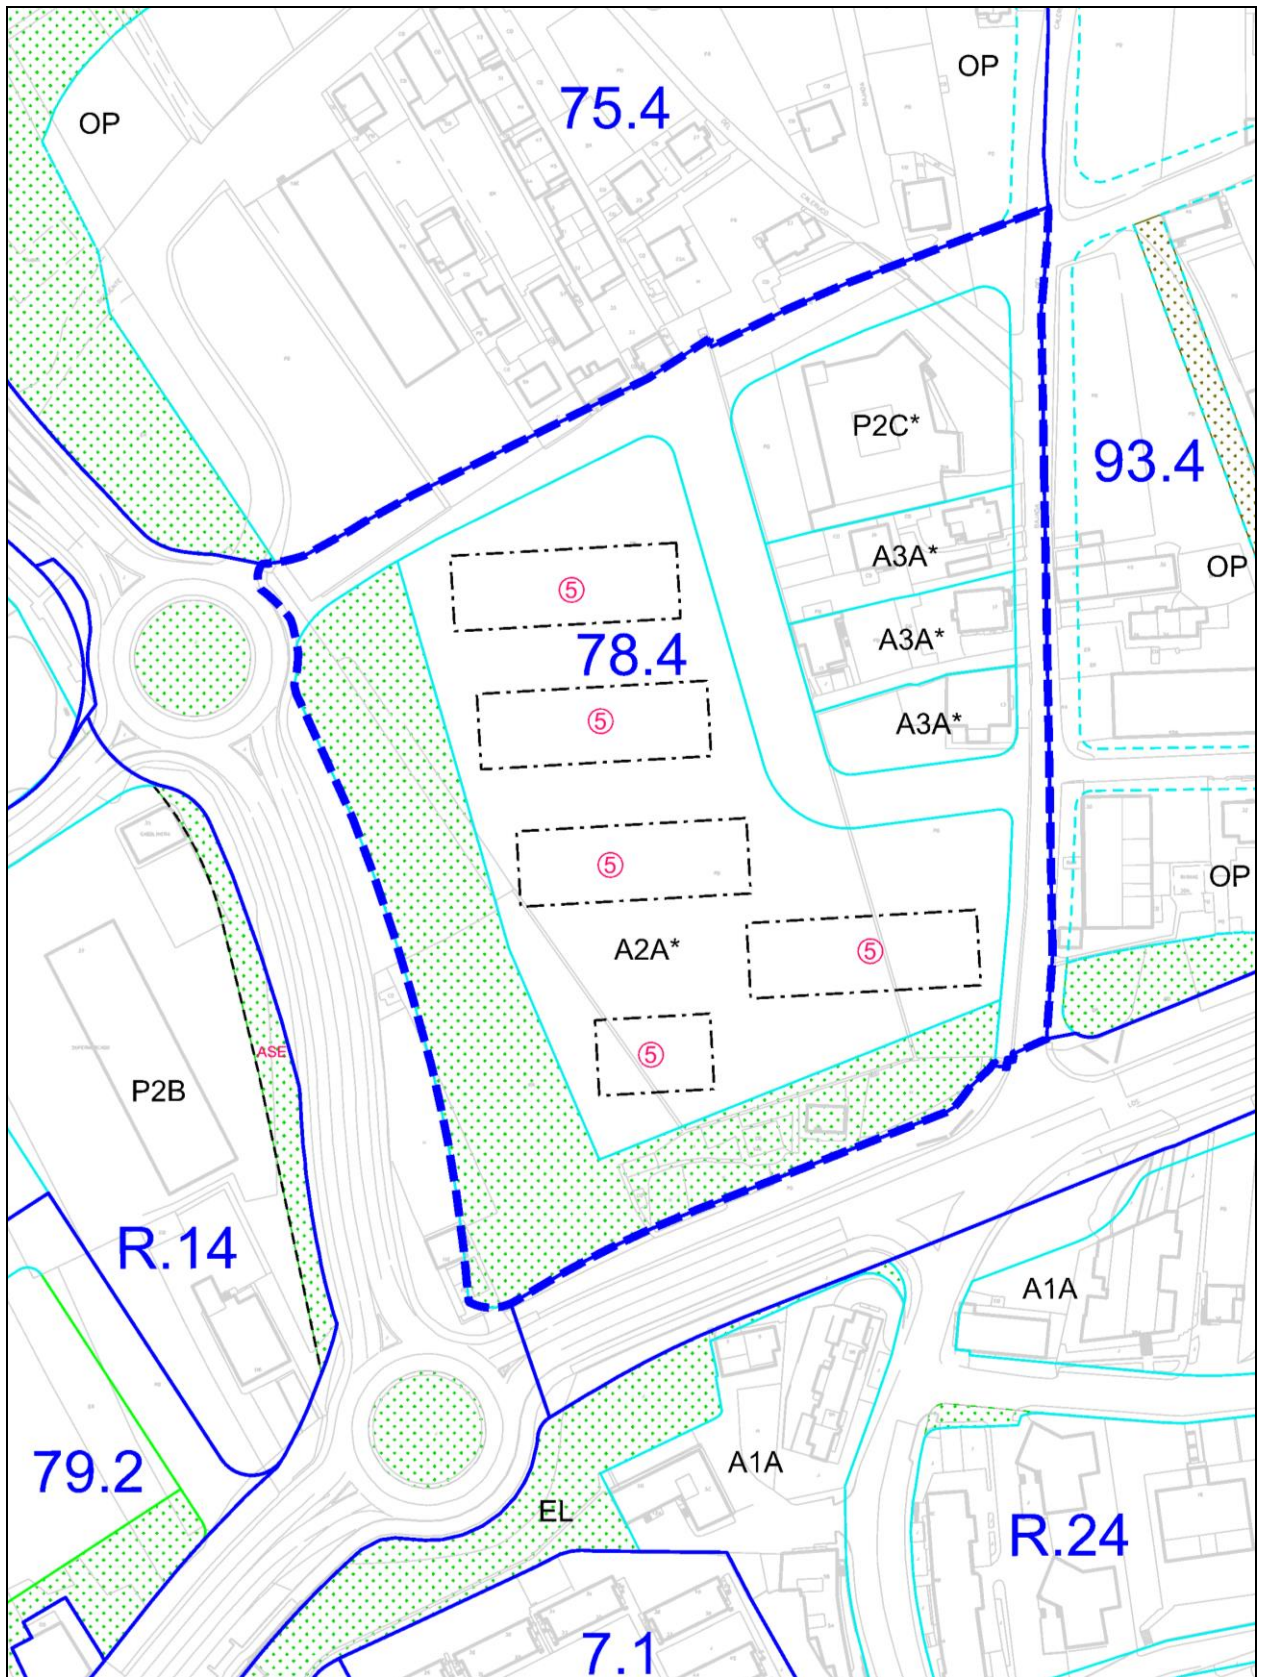 OP
75.4
OP
P2C*
93.4
A3A*
OP
⑤
A3A*
78.4
⑤
A3A*
⑤
OP
A2A*
⑤
⑤
ASE
P2B
R.14
A1A
79.2
A1A
EL
R.24
7.1